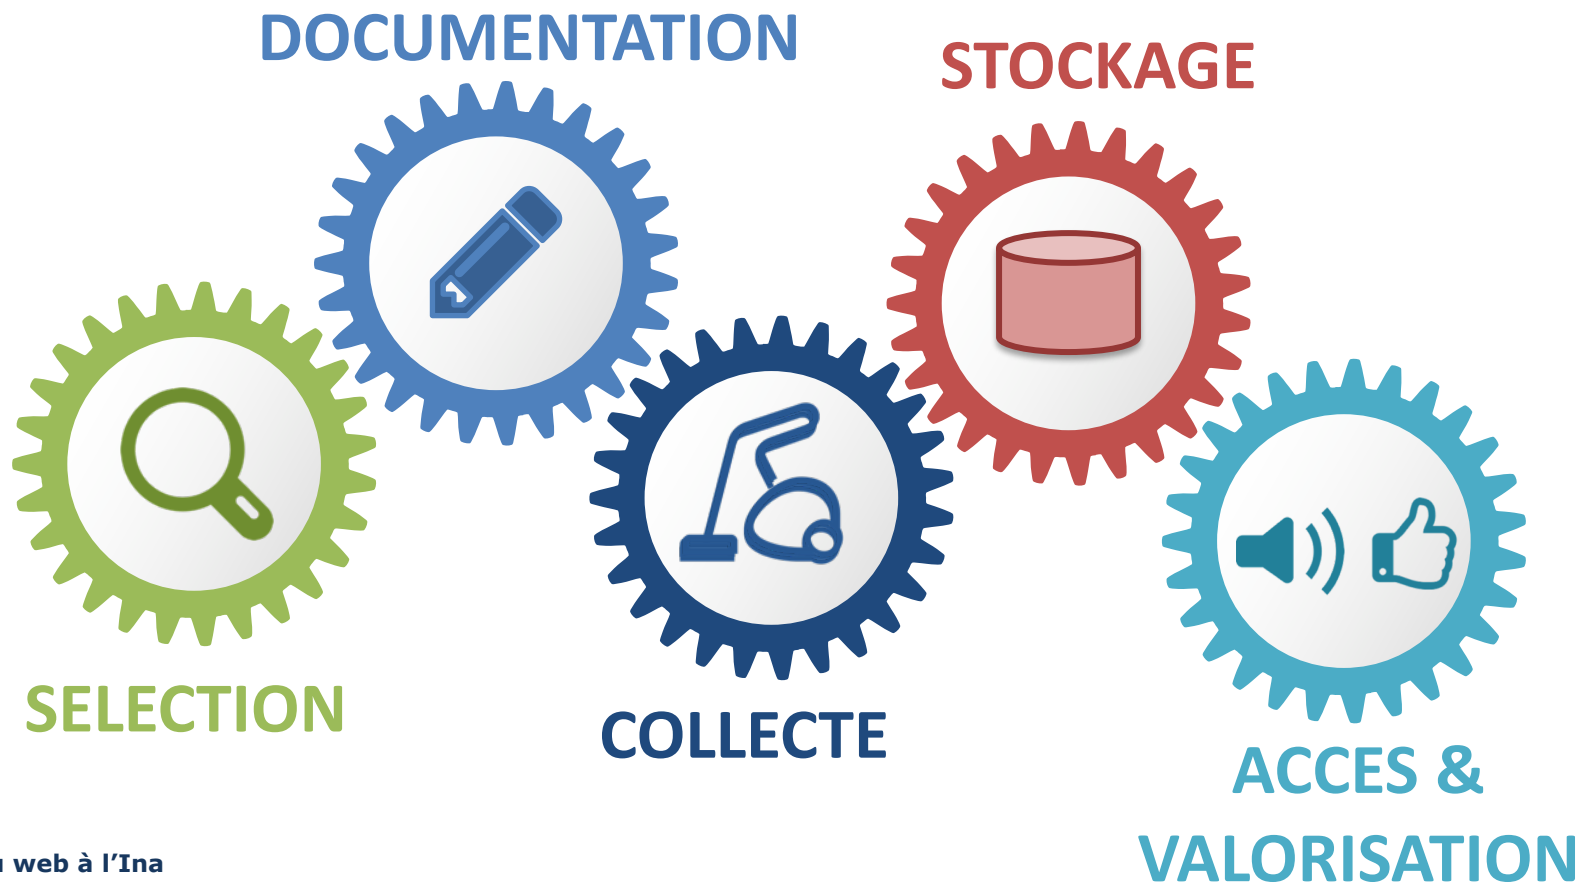 DOCUMENTATION
STOCKAGE
SELECTION
COLLECTE
ACCES &
VALORISATION
web à l'Ina